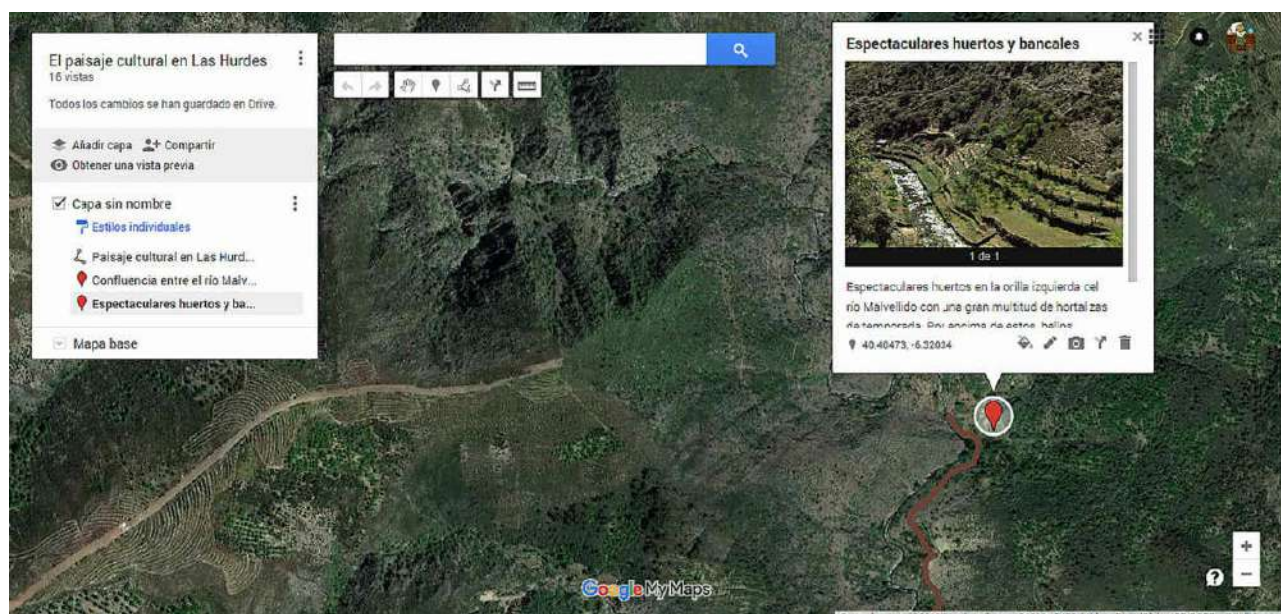 El paisaje cultural en Las Hurdes
16 vistas
Todos los cambios se han guardado en Drive.
Añadir capa Compartir
Obtener una vista previa
Capa sin nombre
Estilos individuales
Paisaje cultural en Las Hurd...
Confluencia entre el río Malv...
Espectaculares huertos y ba...
Mapa base
Espectaculares huertos y bancales
1 de 1
Espectaculares huertos en la orilla izquierda del
río Malvellido con una gran multitud de hortalizas
de temporada. Por encima de estos, bellos
40.40473, -6.32034
Google My Maps